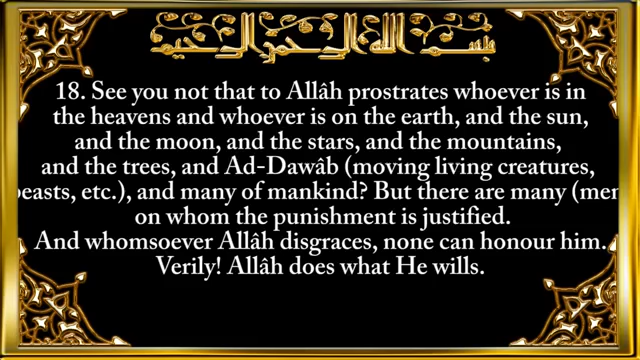 بسم الله الرحمن الرحيم
18. See you not that to Allâh prostrates whoever is in
the heavens and whoever is on the earth, and the sun,
and the moon, and the stars, and the mountains,
and the trees, and Ad-Dawâb (moving living creatures,
beasts, etc.), and many of mankind? But there are many (men)
on whom the punishment is justified.
And whomsoever Allâh disgraces, none can honour him.
Verily! Allâh does what He wills.